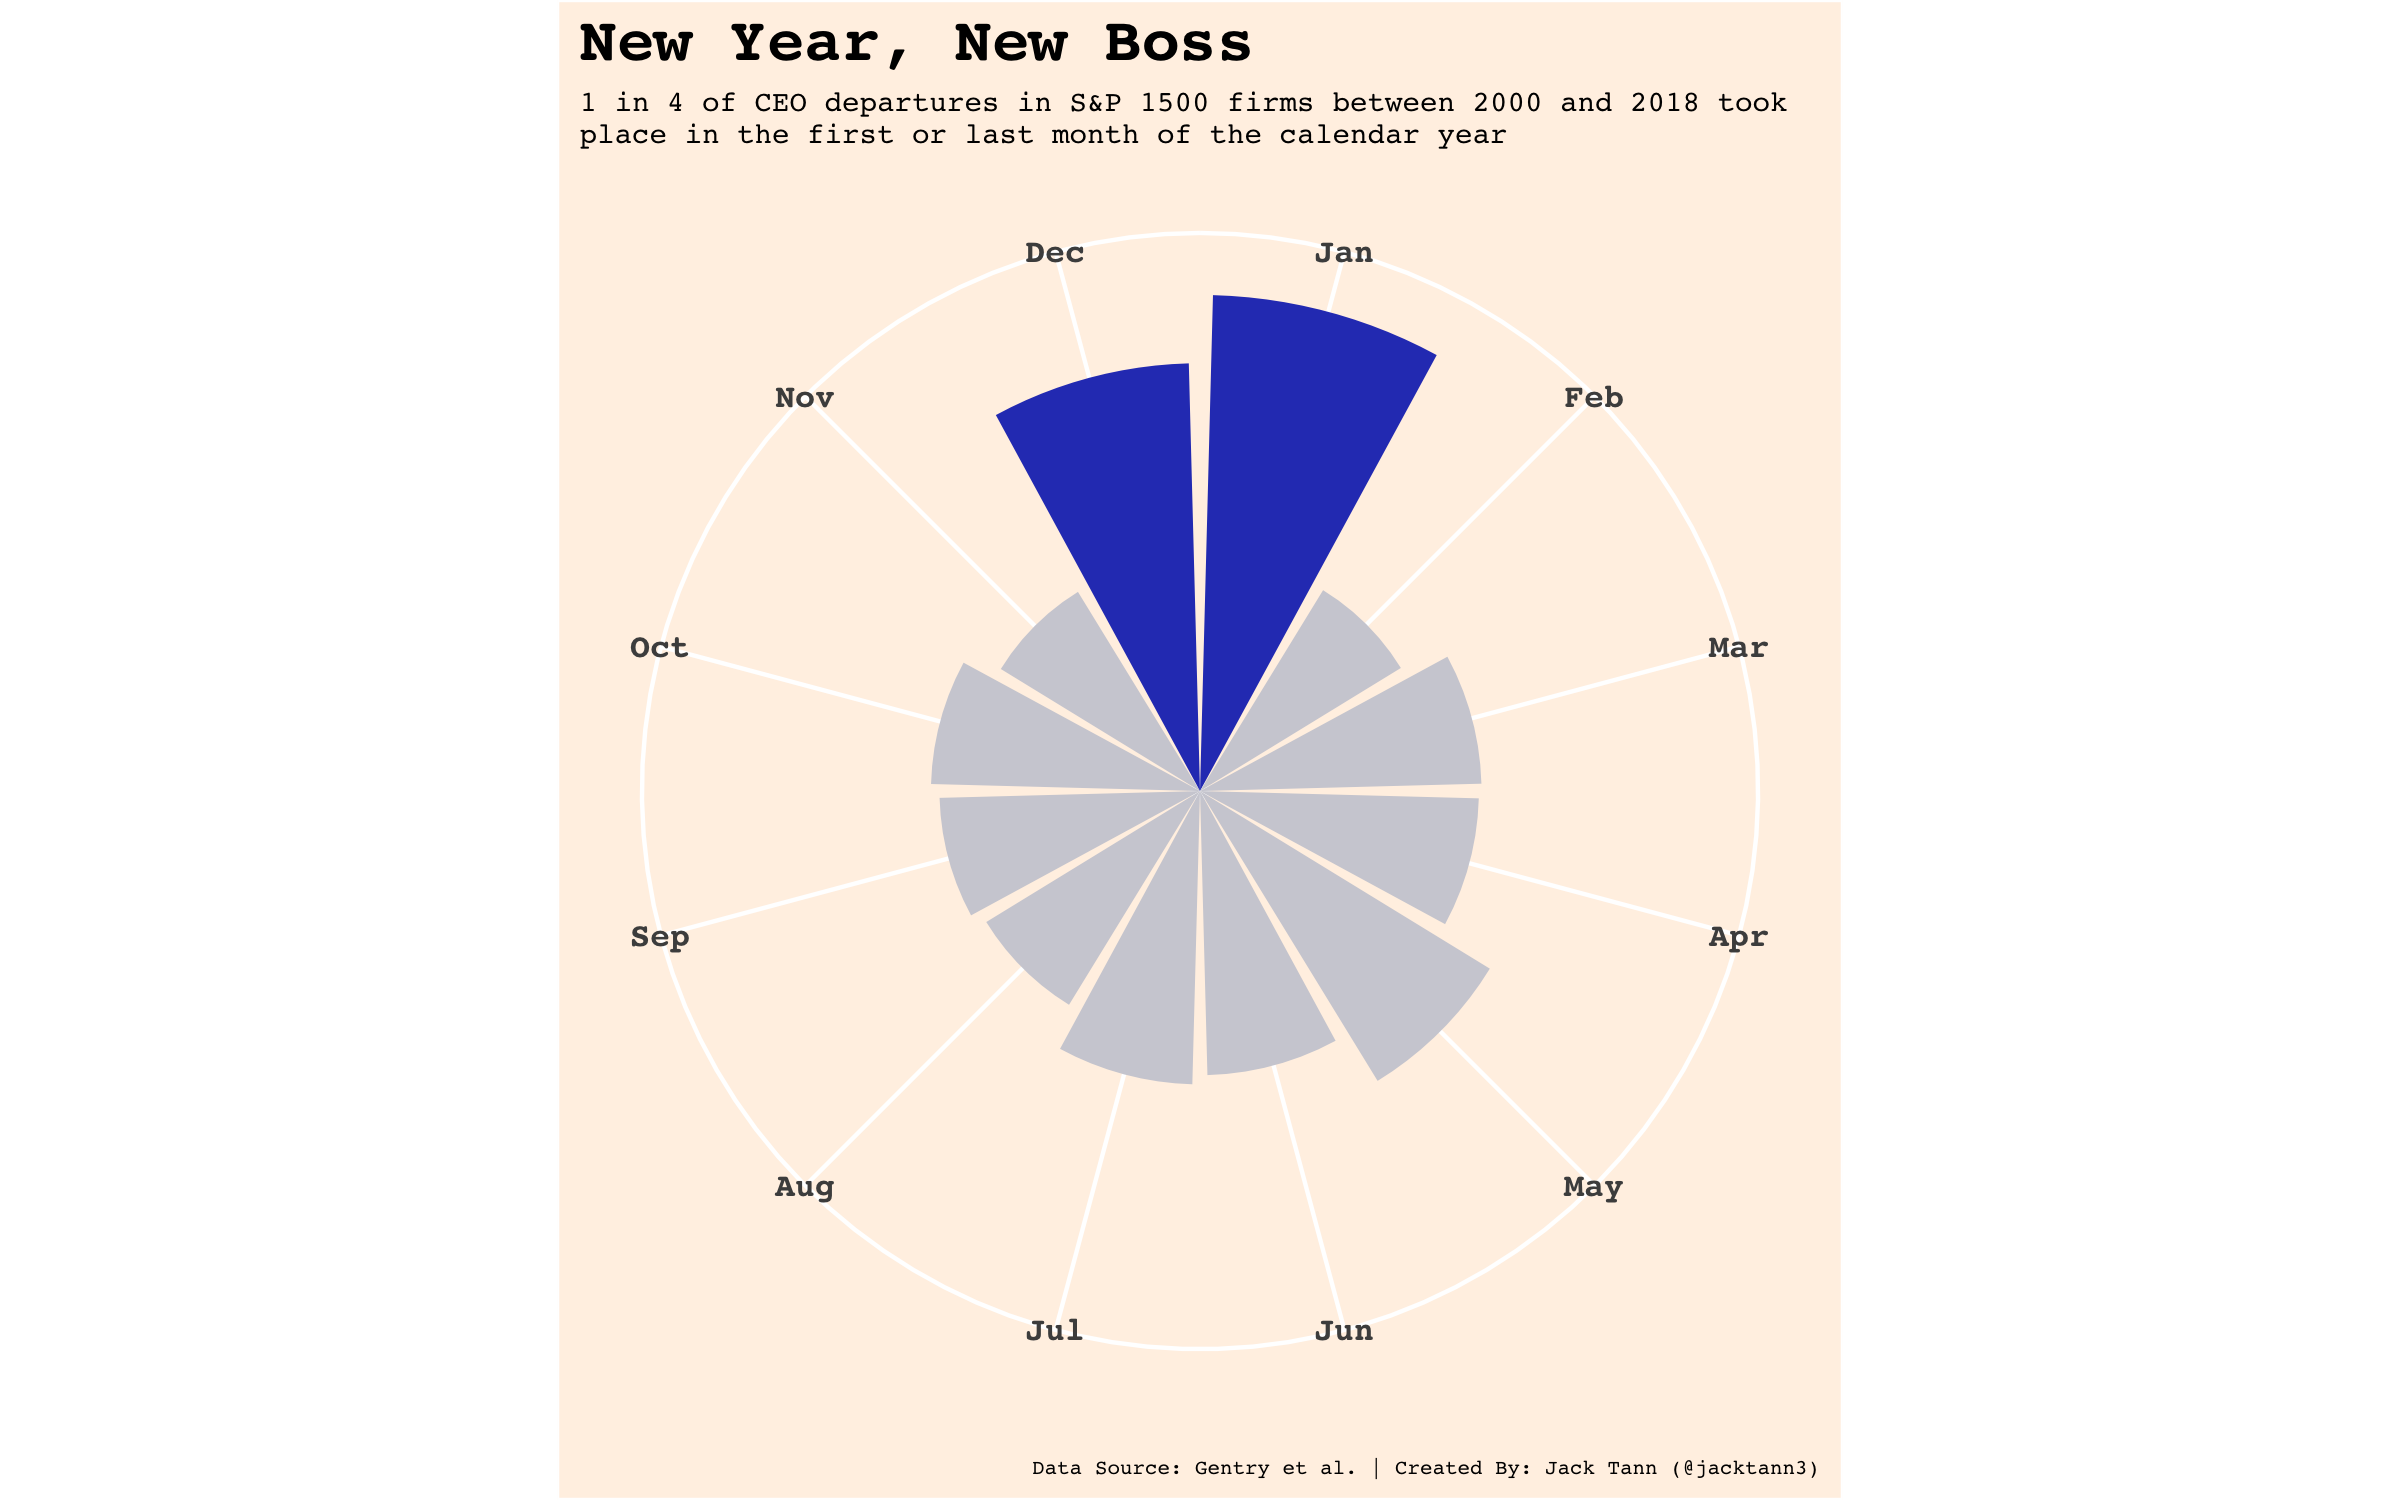 New Year, New Boss
1 in 4 of CEO departures in S&P 1500 firms between 2000 and 2018 took
place in the first or last month of the calendar year
Dec
Jan
Nov
Feb
Oct
Mar
Sep
Apr
Aug
May
Jul
Jun
Data Source: Gentry et al. | Created By: Jack Tann (@jacktann3)